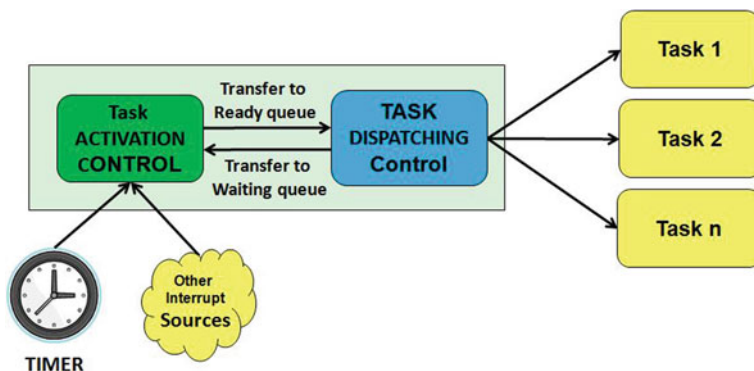 Task
ACTIVATION
CONTROL
Transfer to
Ready queue
Transfer to
Waiting queue
TASK
DISPATCHING
Control
Task 1
Task 2
Task n
TIMER
Other
Interrupt
Sources